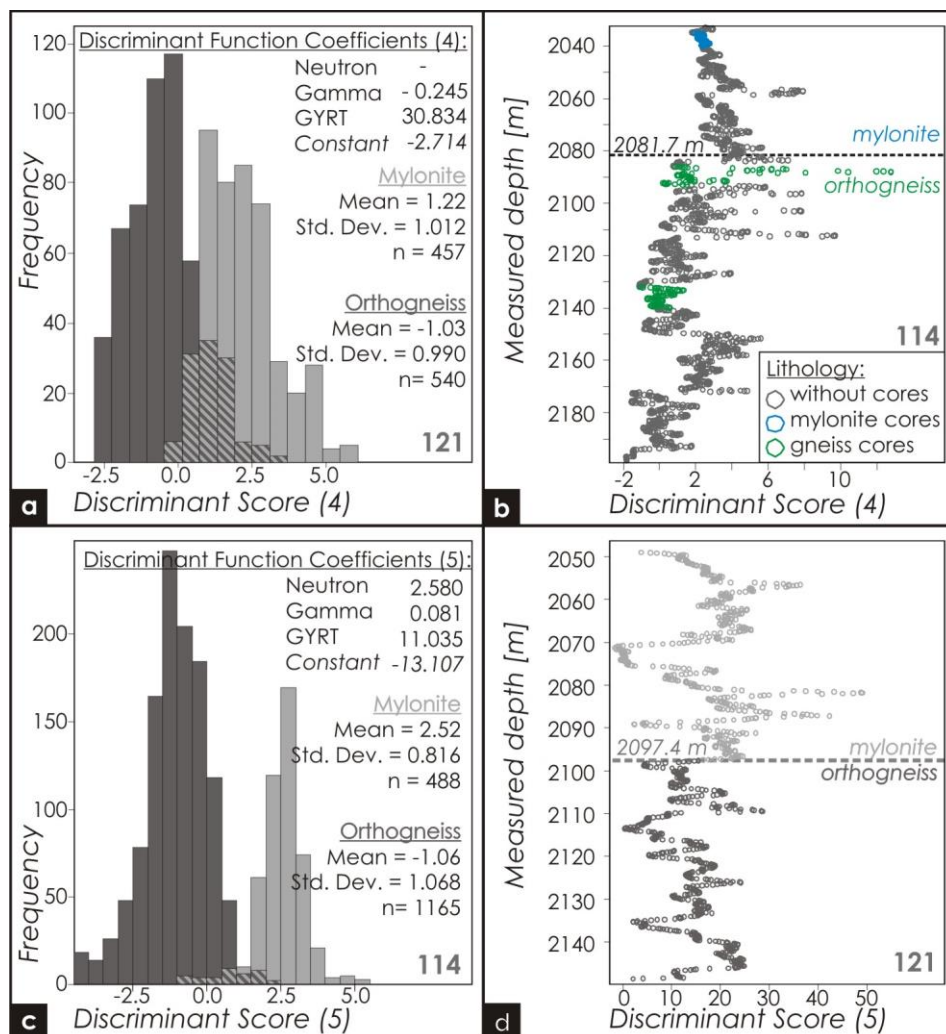 120
100
80
60
40
20
0
Frequency
Discriminant Function Coefficients (4):
Neutron -
Gamma - 0.245
GYRT 30.834
Constant -2.714
Mylonite
Mean = 1.22
Std. Dev. = 1.012
n = 457
Orthogneiss
Mean = -1.03
Std. Dev. = 0.990
n= 540
121
-2.5 0.0 2.5 5.0
a Discriminant Score (4)
2040
2060
2080
2100
2120
2140
2160
2180
Measured depth [m]
mylonite
2081.7 m
orthogneiss
114
Lithology:
without cores
mylonite cores
gneiss cores
-2 2 6 10
b Discriminant Score (4)
200
150
100
50
0
Frequency
Discriminant Function Coefficients (5):
Neutron 2.580
Gamma 0.081
GYRT 11.035
Constant -13.107
Mylonite
Mean = 2.52
Std. Dev. = 0.816
n = 488
Orthogneiss
Mean = -1.06
Std. Dev. = 1.068
n= 1165
114
-2.5 0.0 2.5 5.0
c Discriminant Score (5)
2050
2060
2070
2080
2090
2100
2110
2120
2130
2140
Measured depth [m]
2097.4 m mylonite
orthogneiss
121
0 10 20 30 40 50
d Discriminant Score (5)